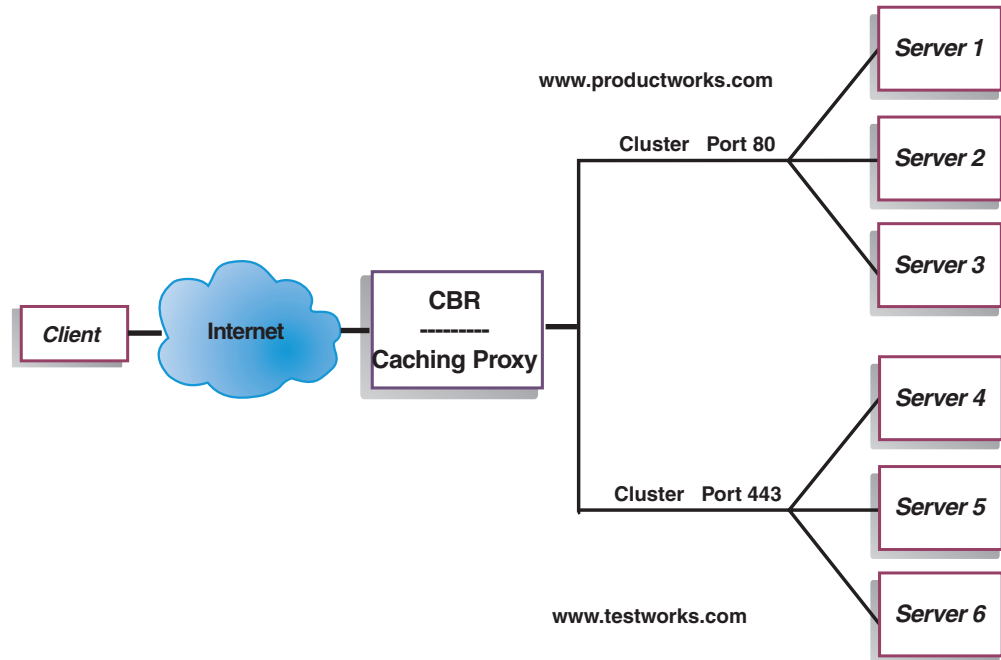 Client
Internet
CBR
---------
Caching Proxy
www.productworks.com
Cluster Port 80
Server 1
Server 2
Server 3
Cluster Port 443
www.testworks.com
Server 4
Server 5
Server 6